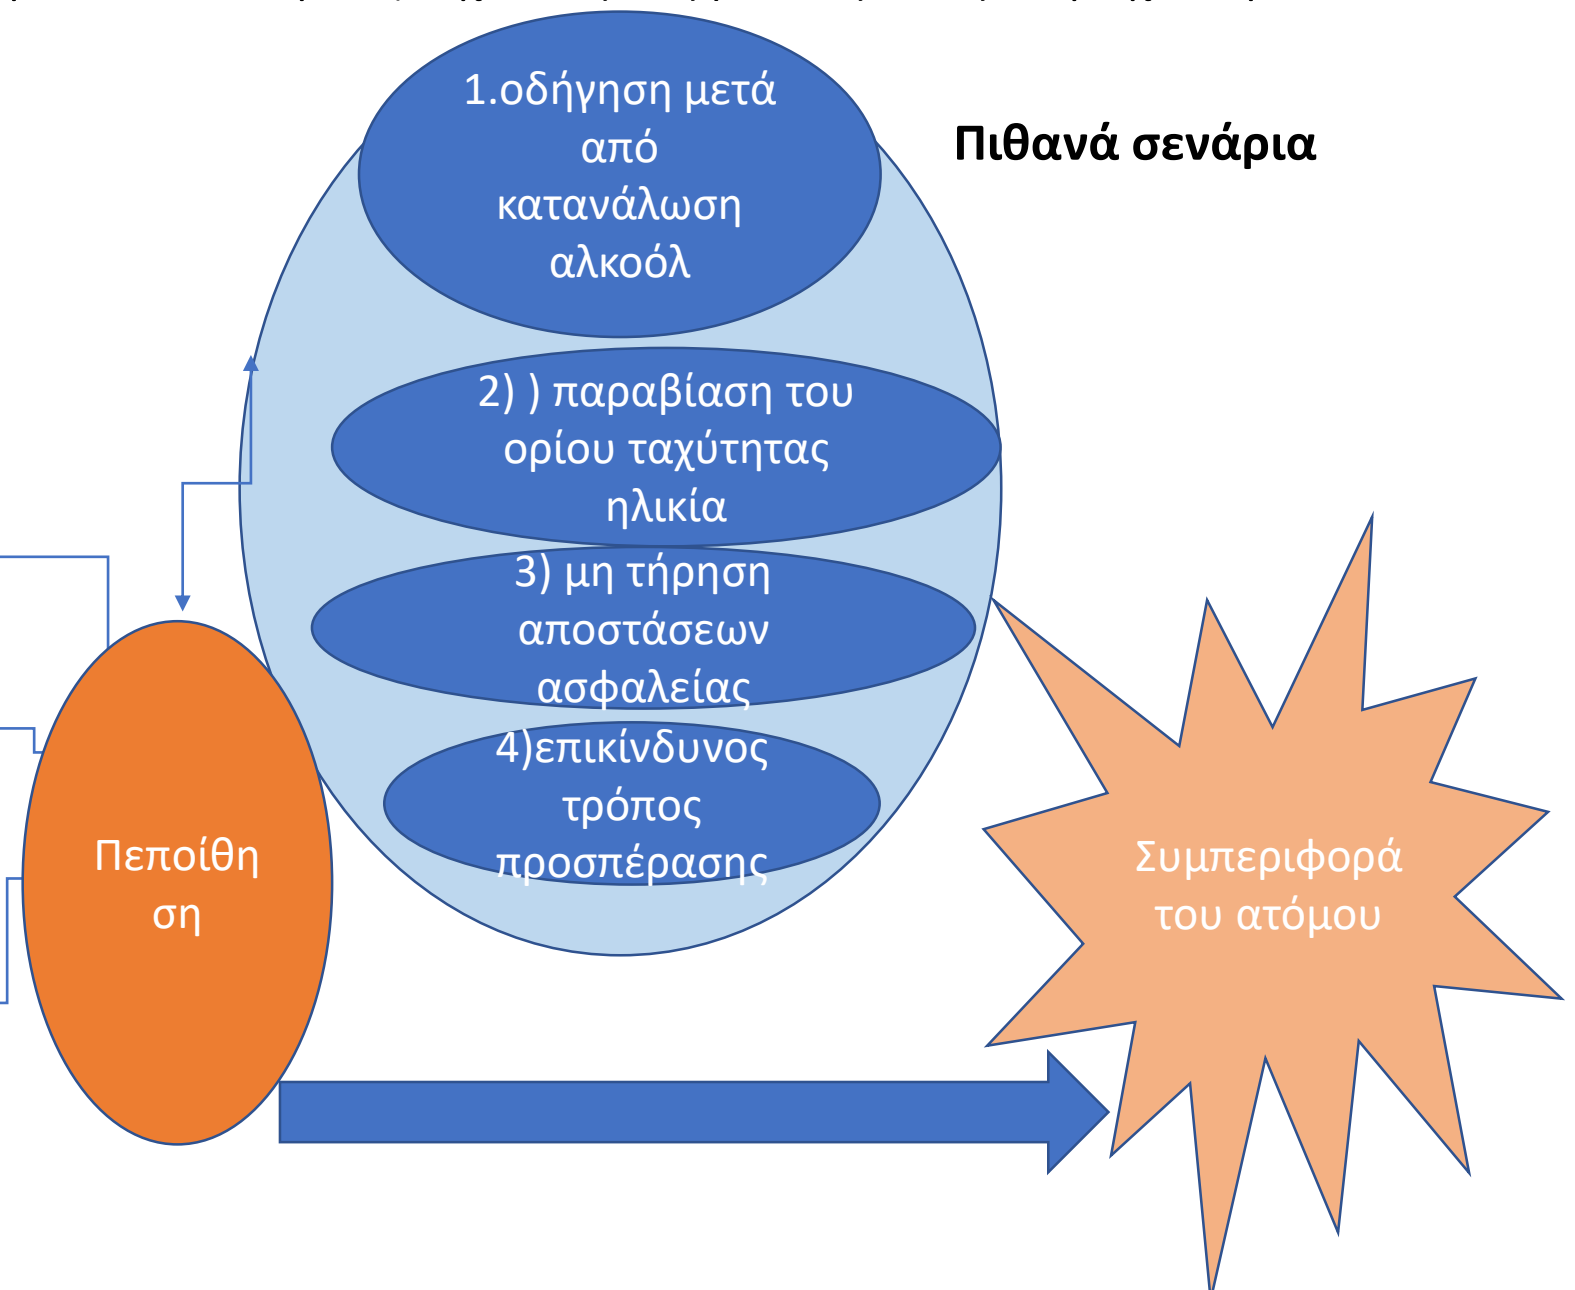 1.οδήγηση μετά
από
κατανάλωση
αλκοόλ
Πιθανά σενάρια
2) ) παραβίαση του
ορίου ταχύτητας
ηλικία
3) μη τήρηση
αποστάσεων
ασφαλείας
4)επικίνδυνος
τρόπος
προσπέρασης
Πεποίθη
ση
Συμπεριφορά
του ατόμου